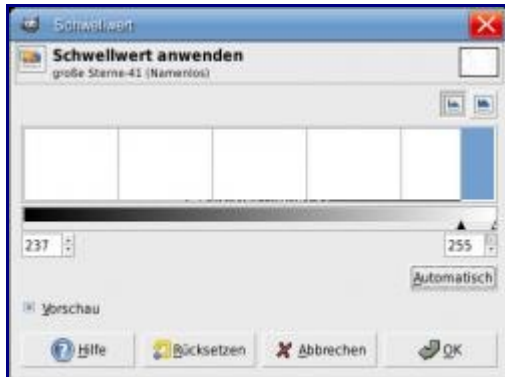 Schwellwert
Schwellwert anwenden
große Sterne-41 (Namenlos)
237
255
Automatisch
Vorschau
Hilfe
Rücksetzen
Abbrechen
OK